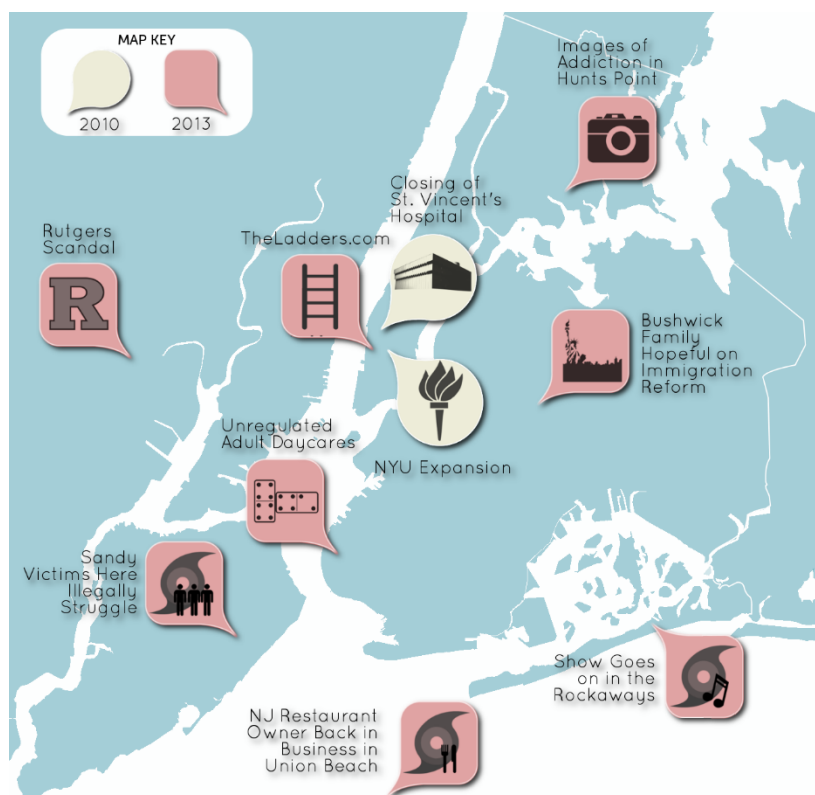 MAP KEY
2010
2013
Images of
Addiction in
Hunts Point
Closing of
St. Vincent's
Hospital
Rutgers
Scandal
R
TheLadders.com
Bushwick
Family
Hopeful on
Immigration
Reform
Unregulated
Adult Daycares
NYU Expansion
Sandy
Victims Here
Illegally
Struggle
Show Goes
on in the
Rockaways
NJ Restaurant
Owner Back in
Business in
Union Beach